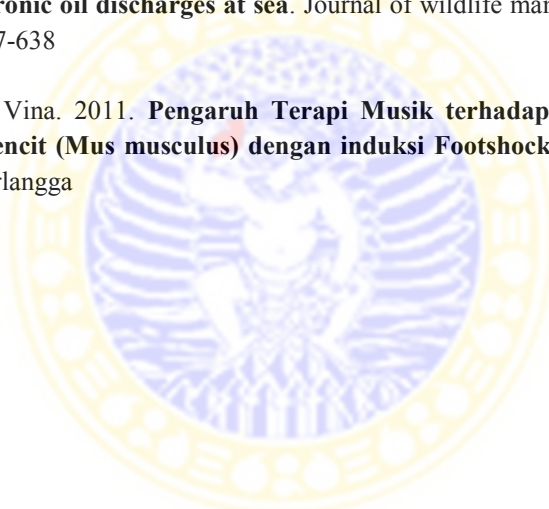 ronic oil discharges at sea. Journal of wildlife man
7-638
Vina. 2011. Pengaruh Terapi Musik terhadap
encit (Mus musculus) dengan induksi Footshock
rlangga